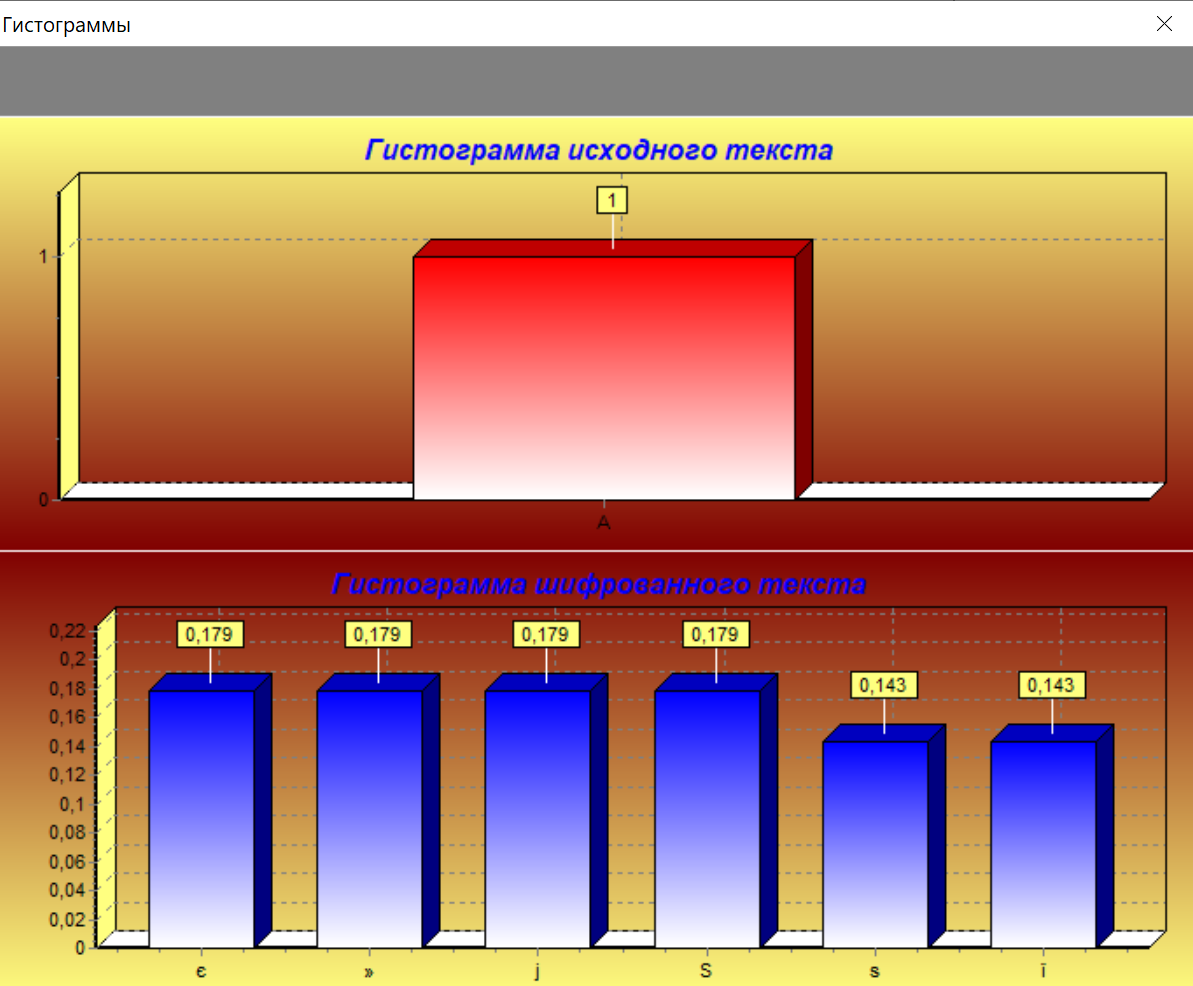 Гистограммы
Гистограмма исходного текста
1
1
0
А
Гистограмма шифрованного текста
0,22
0,179 0,179 0,179 0,179
0,2
0,18
0,143 0,143
0,16
0,14
0,12
0,1
0,08
0,06
0,04
0,02
0
є » ј Ѕ ѕ ї